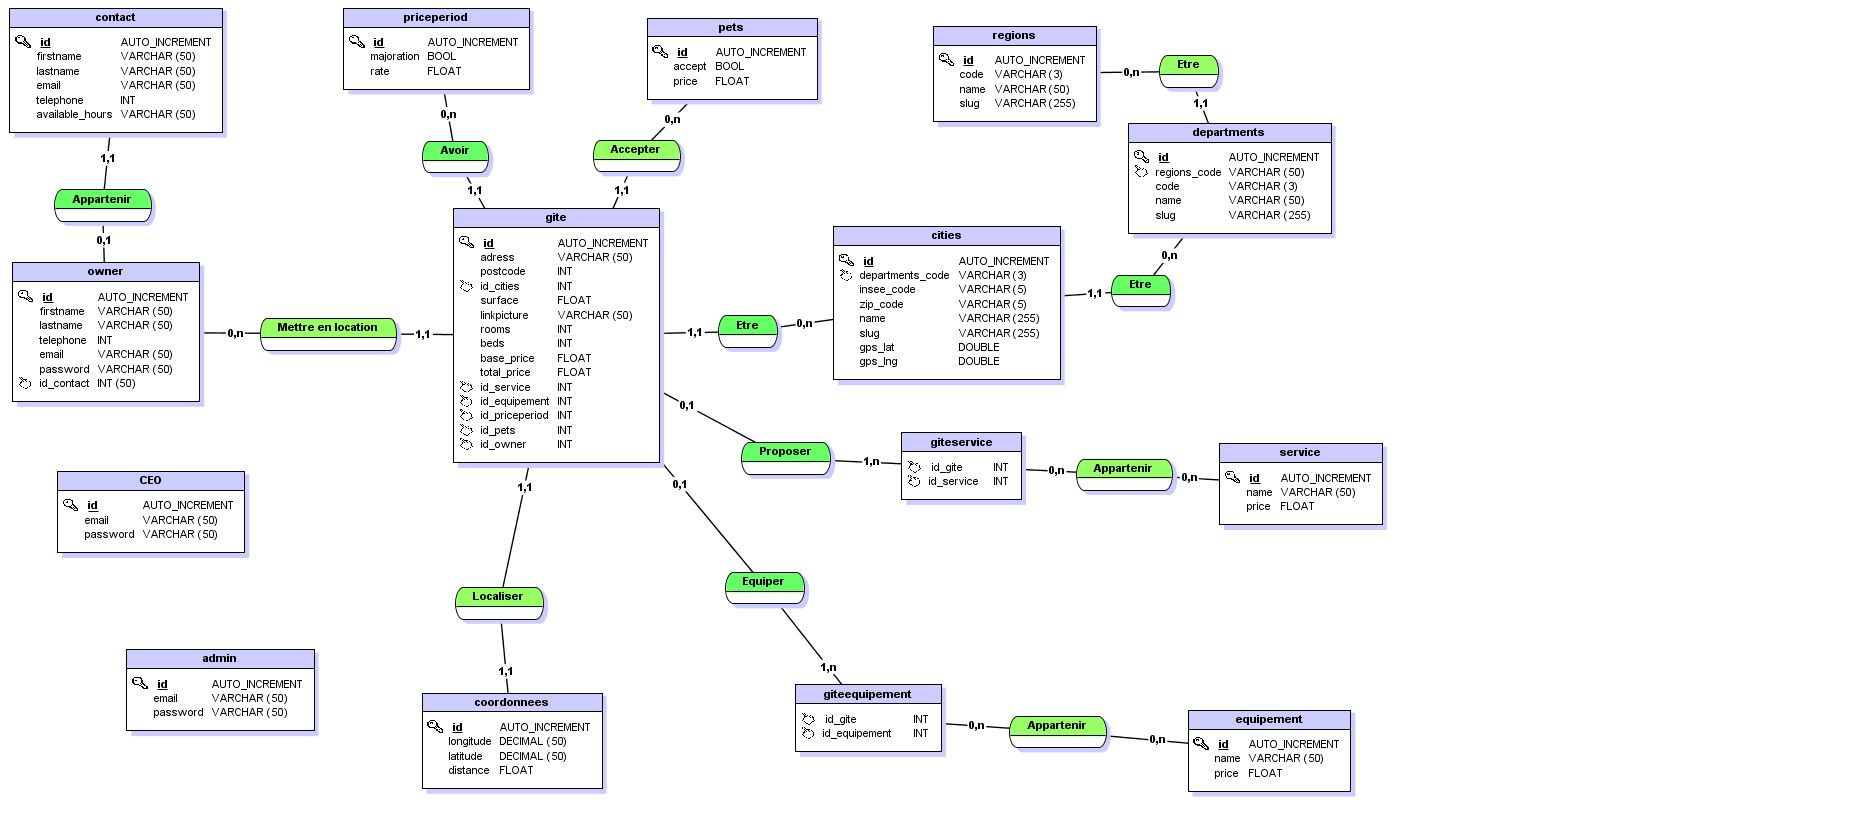 contact
id AUTO_INCREMENT
firstname VARCHAR (50)
lastname VARCHAR (50)
email VARCHAR (50)
telephone INT
available_hours VARCHAR (50)
priceperiod
id AUTO_INCREMENT
majoration BOOL
rate FLOAT
pets
id AUTO_INCREMENT
accept BOOL
price FLOAT
regions
id AUTO_INCREMENT
code VARCHAR (3)
name VARCHAR (50)
slug VARCHAR (255)
0,n
Etre
1,1
departments
id AUTO_INCREMENT
regions_code VARCHAR (50)
code VARCHAR (3)
name VARCHAR (50)
slug VARCHAR (255)
0,n
Etre
1,1
1,1
Appartenir
0,1
0,n
Avoir
1,1
0,n
Accepter
1,1
owner
id AUTO_INCREMENT
firstname VARCHAR (50)
lastname VARCHAR (50)
telephone INT
email VARCHAR (50)
password VARCHAR (50)
id_contact INT (50)
0,n
Mettre en location
1,1
gite
id AUTO_INCREMENT
adress VARCHAR (50)
postcode INT
id_cities INT
surface FLOAT
linkpicture VARCHAR (50)
rooms INT
beds INT
base_price FLOAT
total_price FLOAT
id_service INT
id_equipement INT
id_priceperiod INT
id_pets INT
id_owner INT
1,1
Etre
0,n
cities
id AUTO_INCREMENT
departments_code VARCHAR (3)
insee_code VARCHAR (5)
zip_code VARCHAR (5)
name VARCHAR (255)
slug VARCHAR (255)
gps_lat DOUBLE
gps_lng DOUBLE
0,1
Proposer
1,n
giteservice
id_gite INT
id_service INT
0,n
Appartenir
0,n
service
id AUTO_INCREMENT
name VARCHAR (50)
price FLOAT
CEO
id AUTO_INCREMENT
email VARCHAR (50)
password VARCHAR (50)
1,1
Localiser
1,1
0,1
Equiper
1,n
admin
id AUTO_INCREMENT
email VARCHAR (50)
password VARCHAR (50)
coordonnees
id AUTO_INCREMENT
longitude DECIMAL (50)
latitude DECIMAL (50)
distance FLOAT
giteequipement
id_gite INT
id_equipement INT
0,n
Appartenir
0,n
equipement
id AUTO_INCREMENT
name VARCHAR (50)
price FLOAT